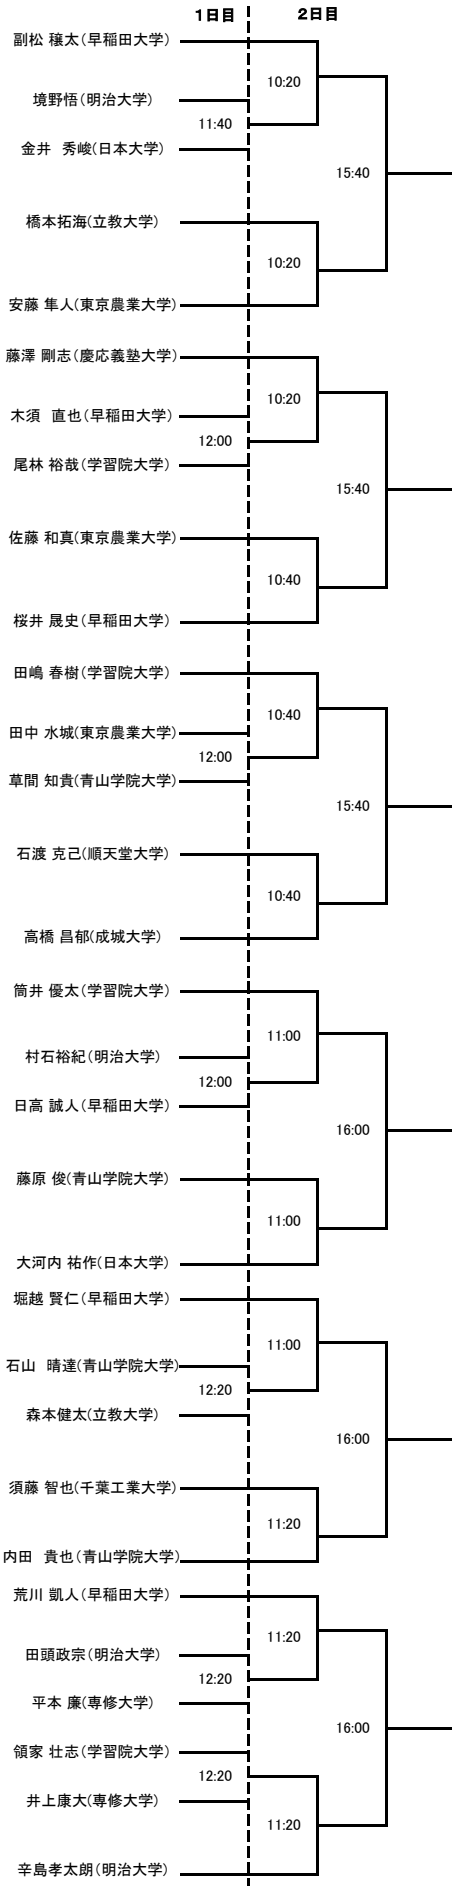 1日目 2日目
副松 穣太(早稲田大学)
10:20
境野悟(明治大学)
11:40
金井　秀峻(日本大学)
15:40
橋本拓海(立教大学)
10:20
安藤 隼人(東京農業大学)
藤澤 剛志(慶応義塾大学)
10:20
木須　直也(早稲田大学)
12:00
尾林 裕哉(学習院大学)
15:40
佐藤 和真(東京農業大学)
10:40
桜井 晟史(早稲田大学)
田嶋 春樹(学習院大学)
10:40
田中 水城(東京農業大学)
12:00
草間 知貴(青山学院大学)
15:40
石渡 克己(順天堂大学)
10:40
高橋 昌郁(成城大学)
筒井 優太(学習院大学)
11:00
村石裕紀(明治大学)
12:00
日高 誠人(早稲田大学)
16:00
藤原 俊(青山学院大学)
11:00
大河内 祐作(日本大学)
堀越 賢仁(早稲田大学)
11:00
石山　晴達(青山学院大学)
12:20
森本健太(立教大学)
16:00
須藤 智也(千葉工業大学)
11:20
内田　貴也(青山学院大学)
荒川 凱人(早稲田大学)
11:20
田頭政宗(明治大学)
12:20
平本 廉(専修大学)
16:00
領家 壮志(学習院大学)
12:20
井上康大(専修大学)
11:20
辛島孝太朗(明治大学)